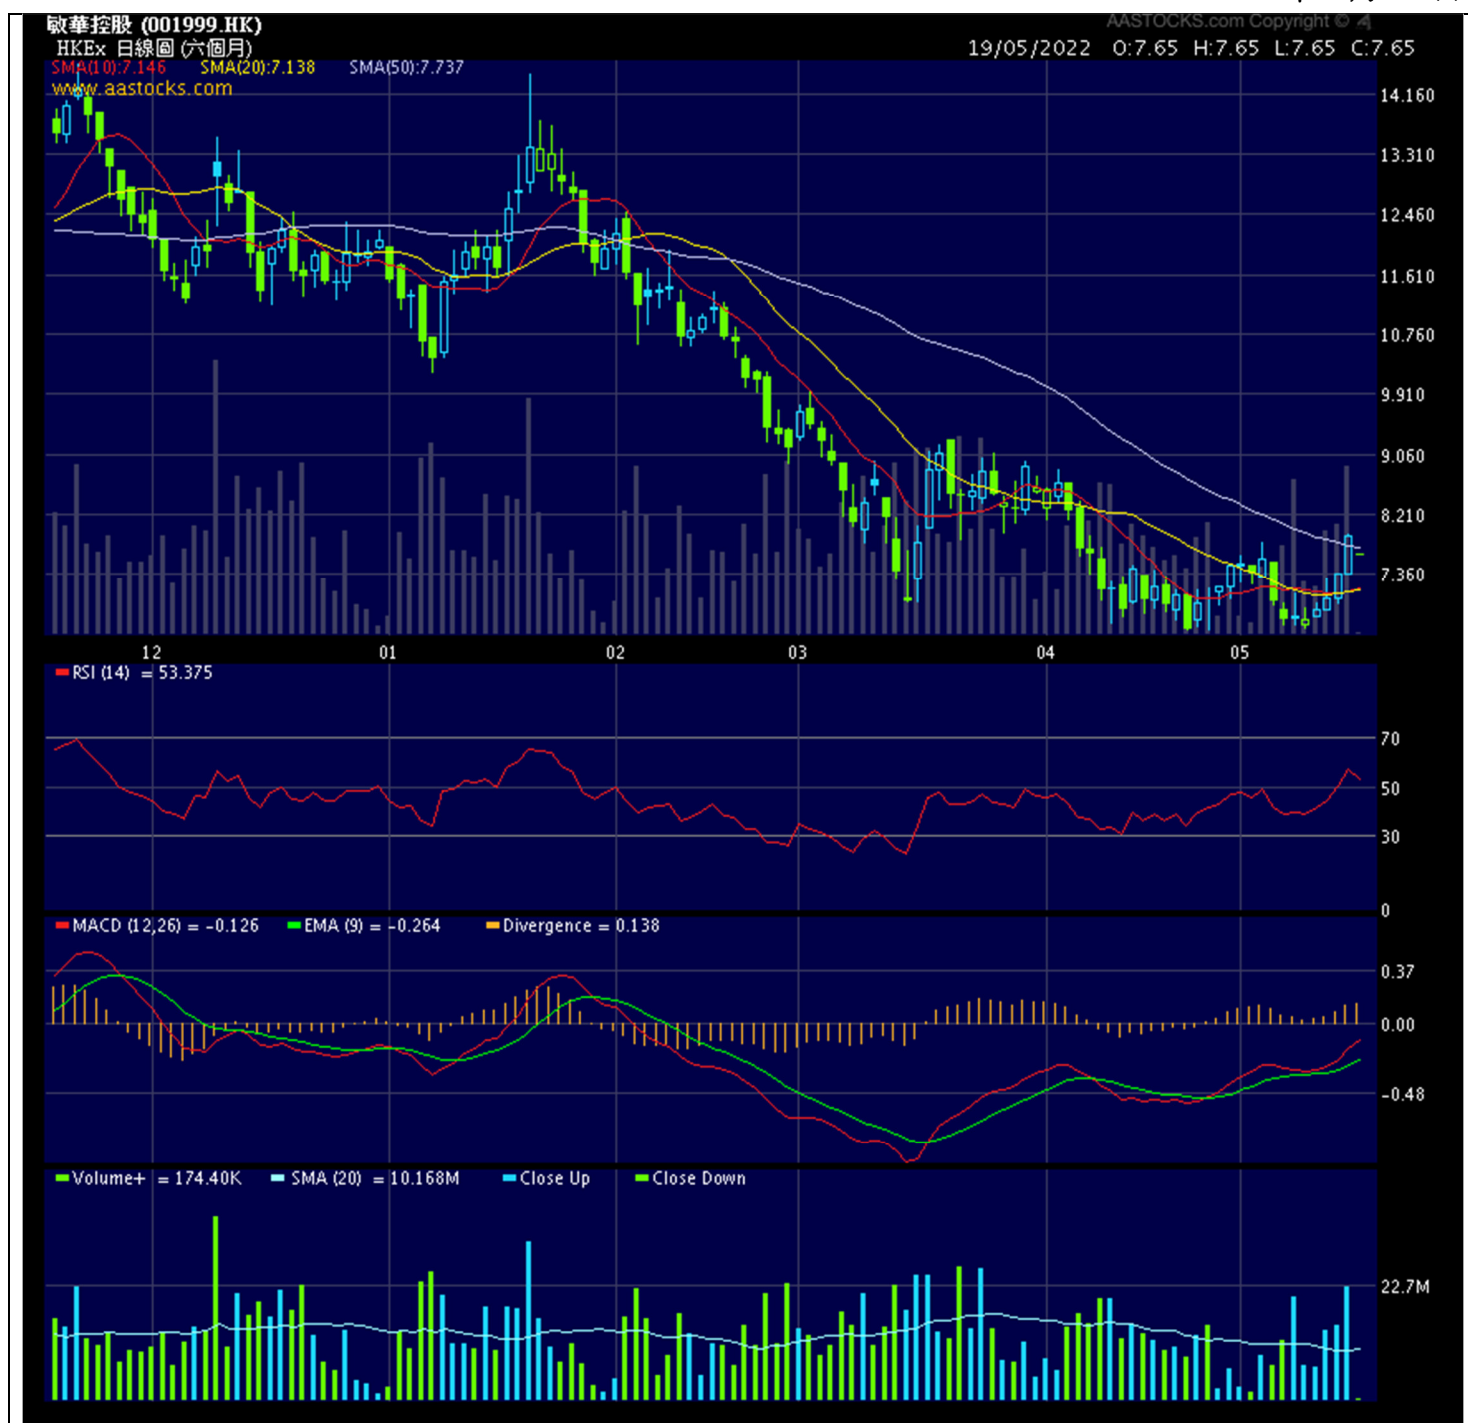 敏華控股 (001999.HK)
AASTOCKS.com Copyright ©
HKEx 日線圖 (六個月)
19/05/2022 O:7.65 H:7.65 L:7.65 C:7.65
SMA(10):7.146 SMA(20):7.138 SMA(50):7.737
www.aastocks.com
14.160
13.310
12.460
11.610
10.760
9.910
9.060
8.210
7.360
12 01 02 03 04 05
RSI (14) = 53.375
70
50
30
0
MACD (12,26) = -0.126 EMA (9) = -0.264 Divergence = 0.138
0.37
0.00
-0.48
Volume+ = 174.40K SMA (20) = 10.168M Close Up Close Down
22.7M